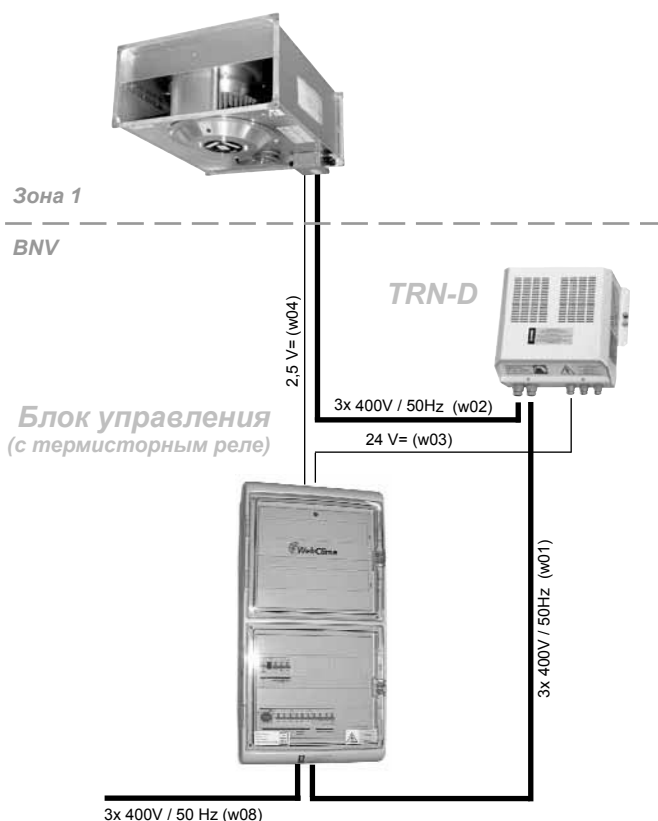 Зона 1
BNV
TRN-D
2,5 V= (w04)
3x 400V / 50Hz (w02)
Блок управления
(с термисторным реле)
24 V= (w03)
WebClima
3x 400V / 50Hz (w01)
3x 400V / 50 Hz (w08)